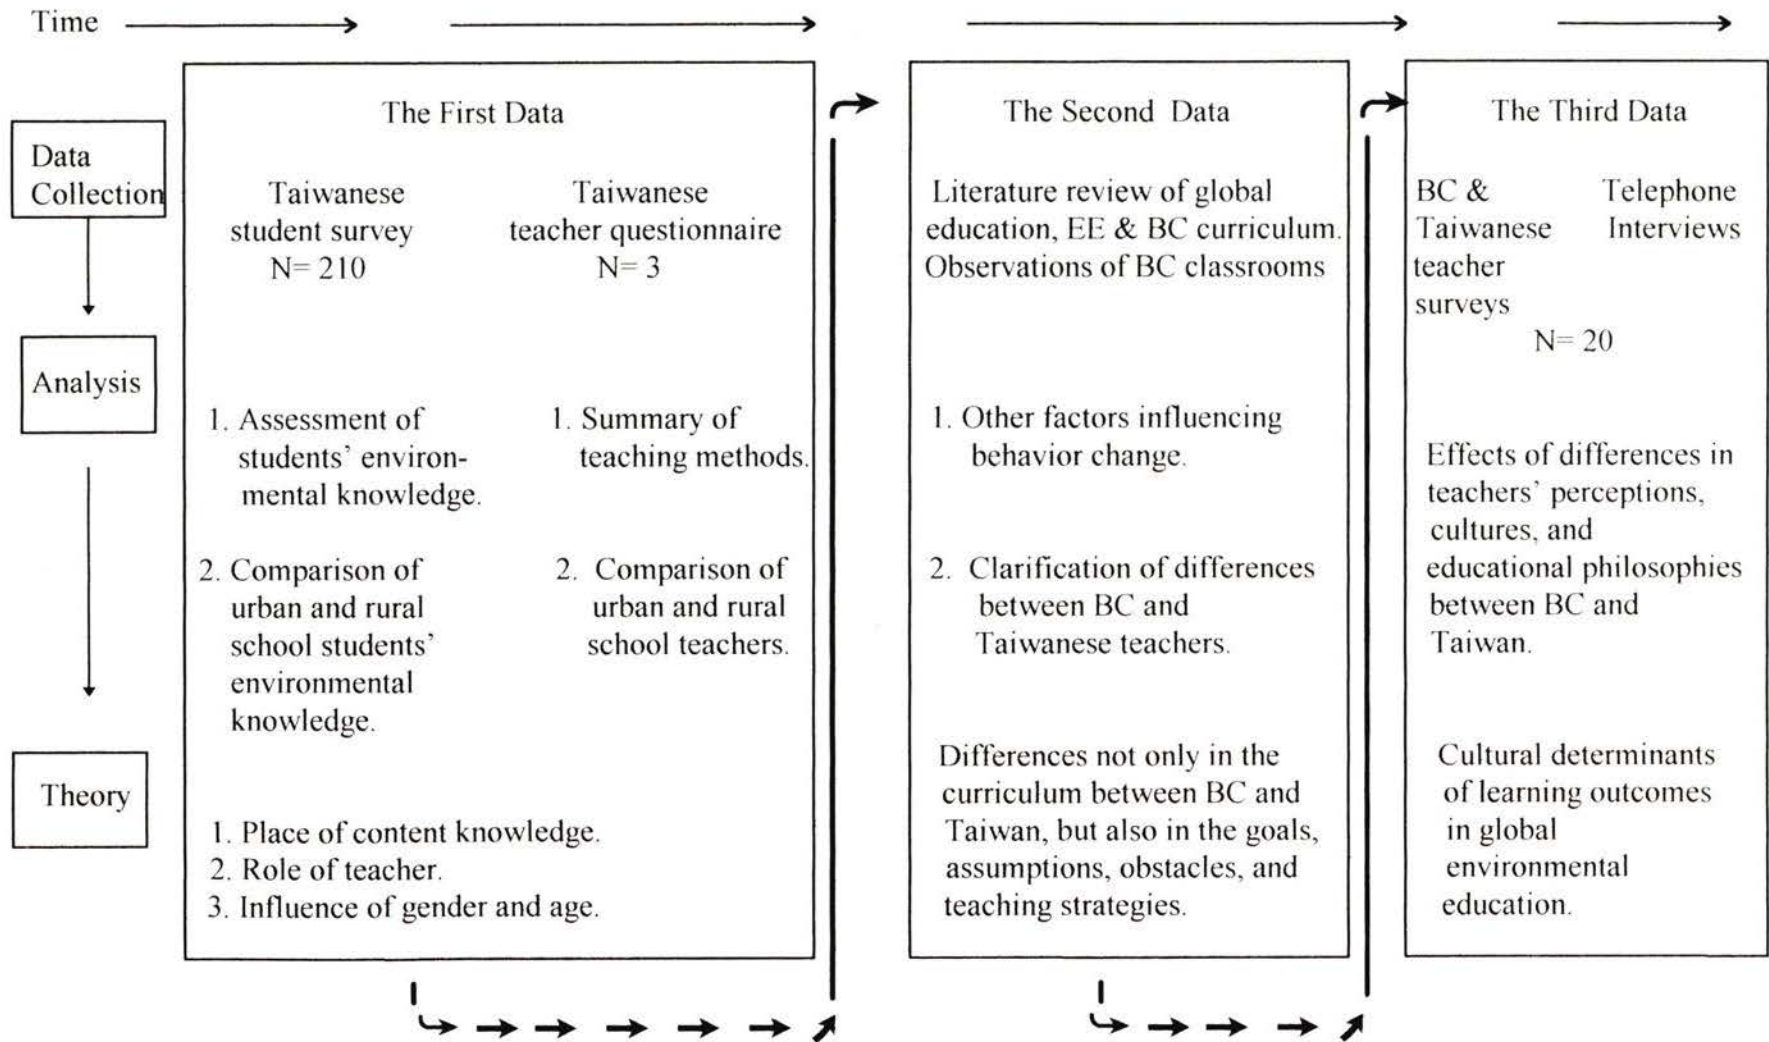 Time
Data
Collection
Analysis
Theory
The First Data
Taiwanese
student survey
N= 210
Taiwanese
teacher questionnaire
N= 3
1. Assessment of
students’ environ-
mental knowledge.
2. Comparison of
urban and rural
school students’
environmental
knowledge.
1. Summary of
teaching methods.
2. Comparison of
urban and rural
school teachers.
1. Place of content knowledge.
2. Role of teacher.
3. Influence of gender and age.
The Second Data
Literature review of global
education, EE & BC curriculum.
Observations of BC classrooms
1. Other factors influencing
behavior change.
2. Clarification of differences
between BC and
Taiwanese teachers.
Differences not only in the
curriculum between BC and
Taiwan, but also in the goals,
assumptions, obstacles, and
teaching strategies.
The Third Data
BC &
Taiwanese
teacher
surveys
Telephone
Interviews
N= 20
Effects of differences in
teachers’ perceptions,
cultures, and
educational philosophies
between BC and
Taiwan.
Cultural determinants
of learning outcomes
in global
environmental
education.